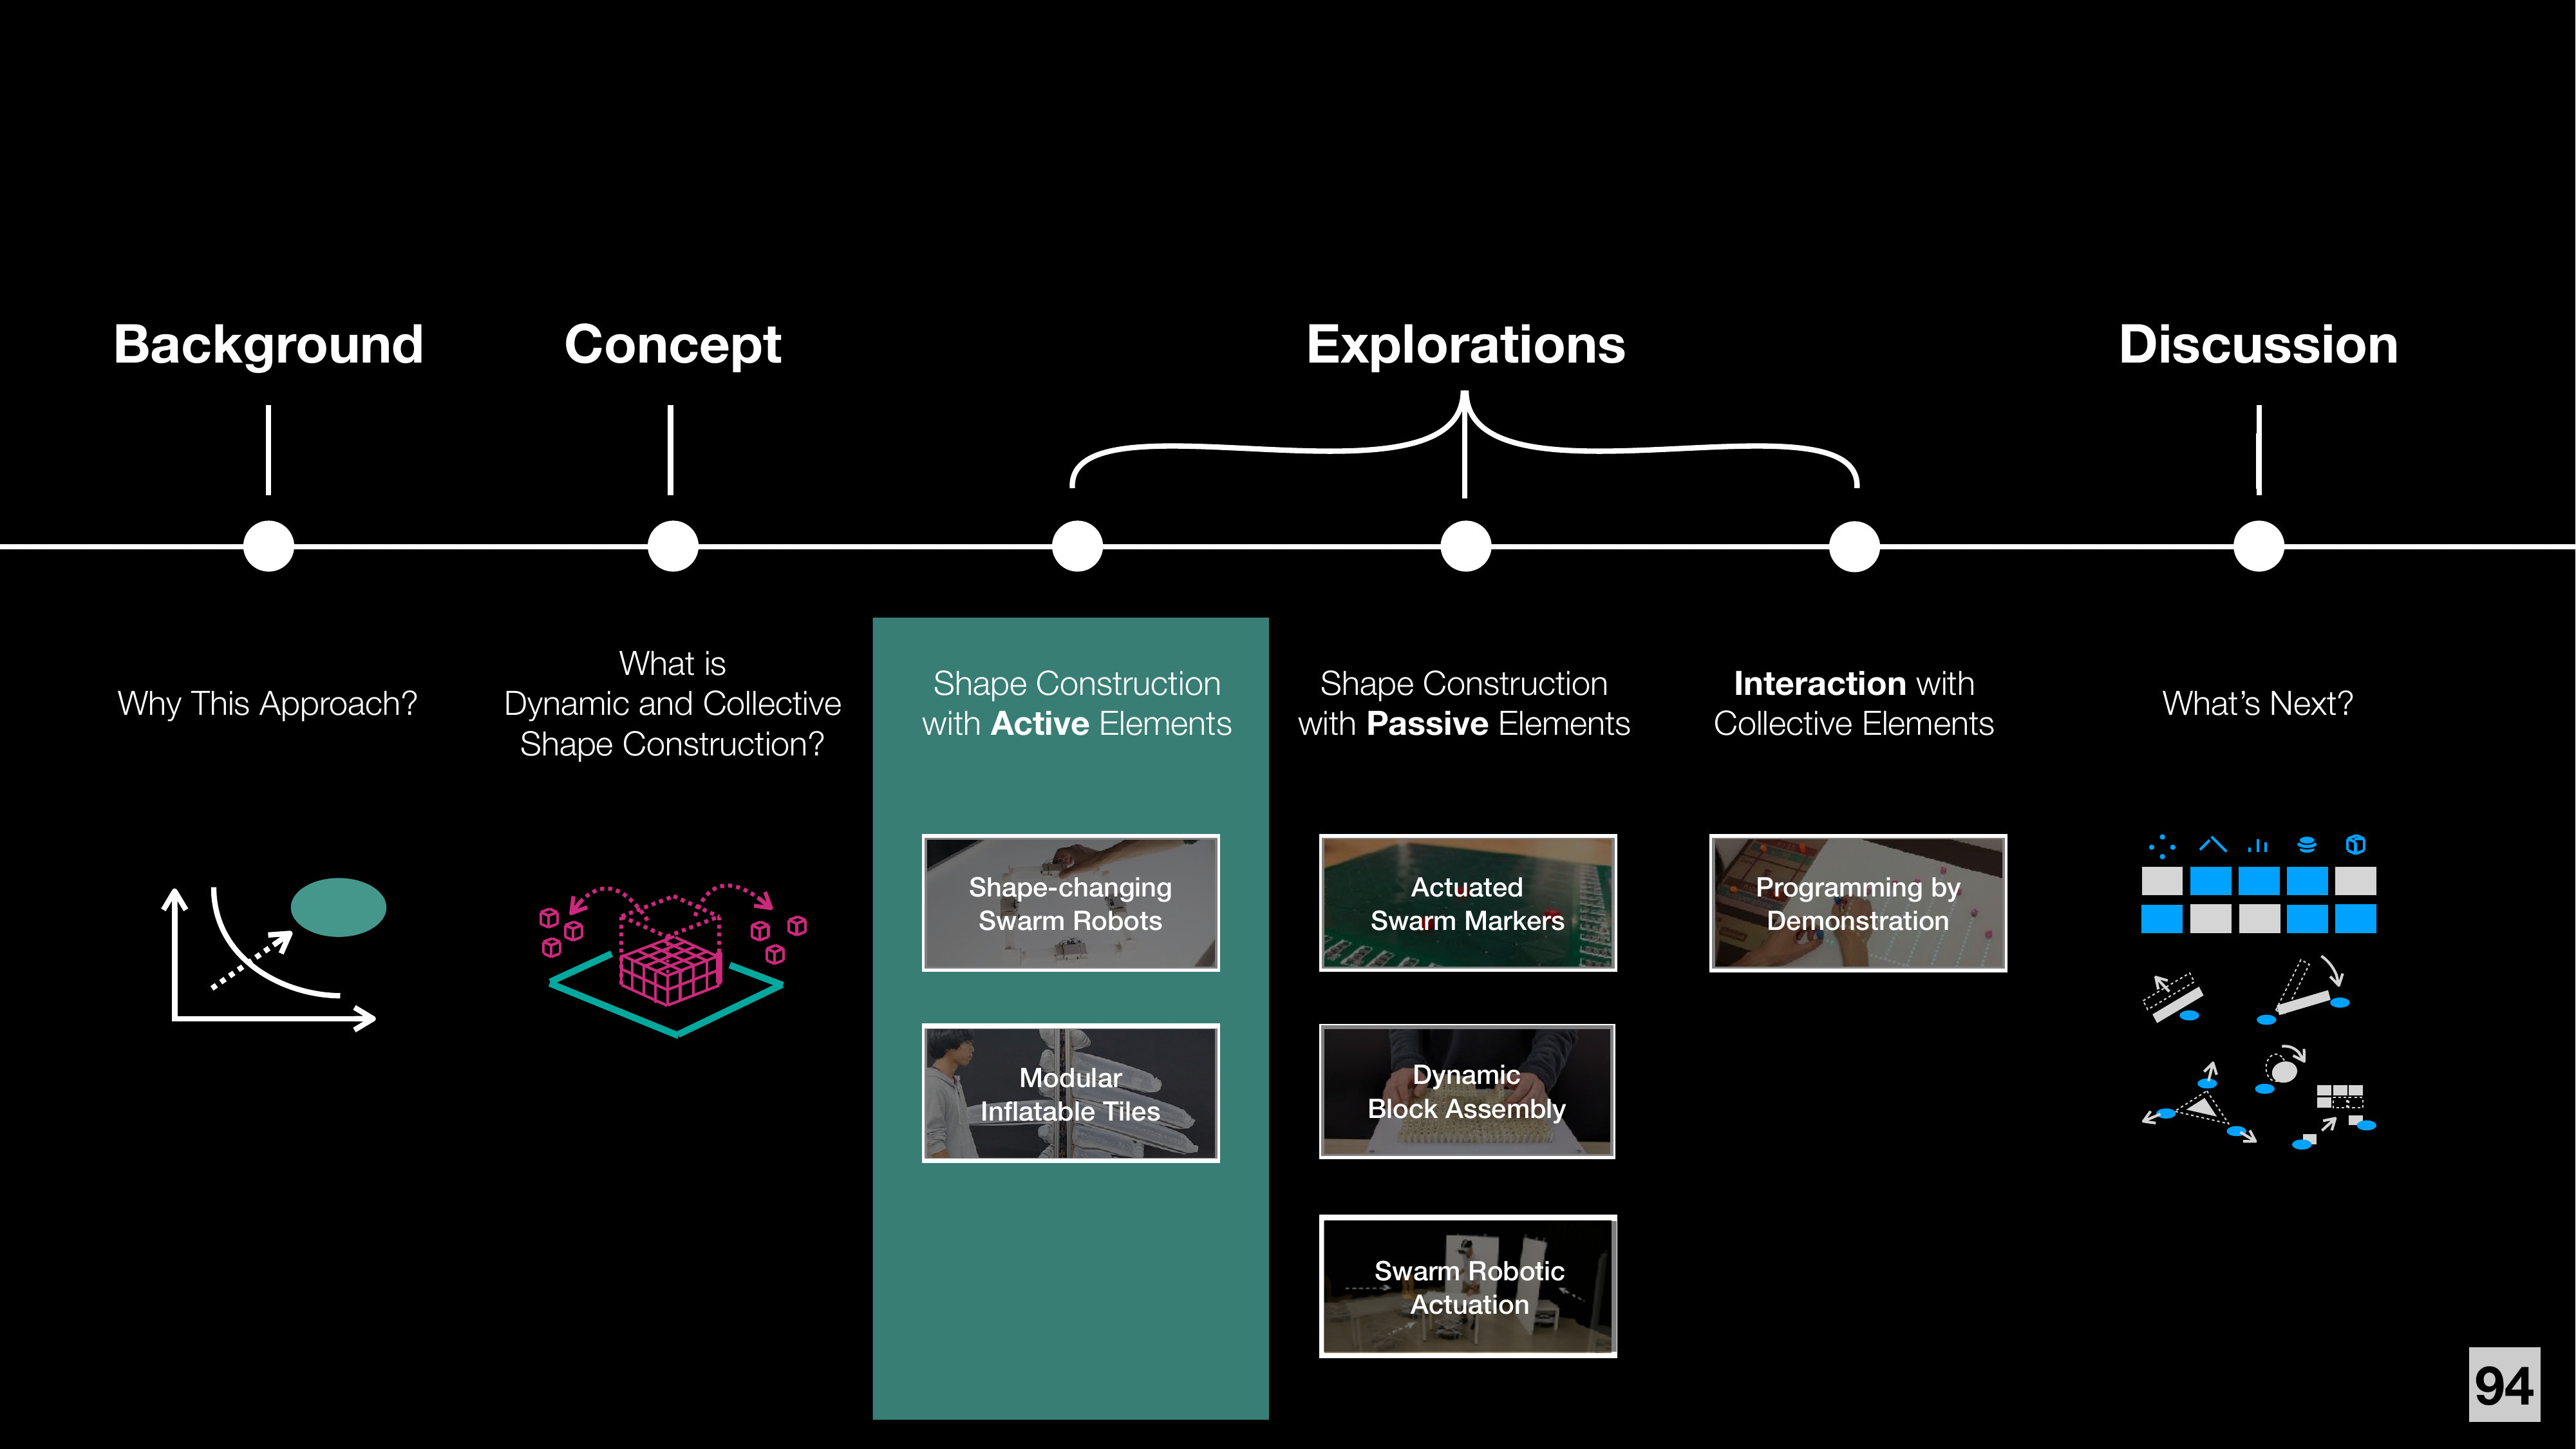 Background
Concept
Explorations
Discussion
Why This Approach?
What is
Dynamic and Collective
Shape Construction?
Shape Construction
with Active Elements
Shape Construction
with Passive Elements
Interaction with
Collective Elements
What's Next?
Shape-changing
Swarm Robots
Modular
Inflatable Tiles
Actuated
Swarm Markers
Dynamic
Block Assembly
Swarm Robotic
Actuation
Programming by
Demonstration
94